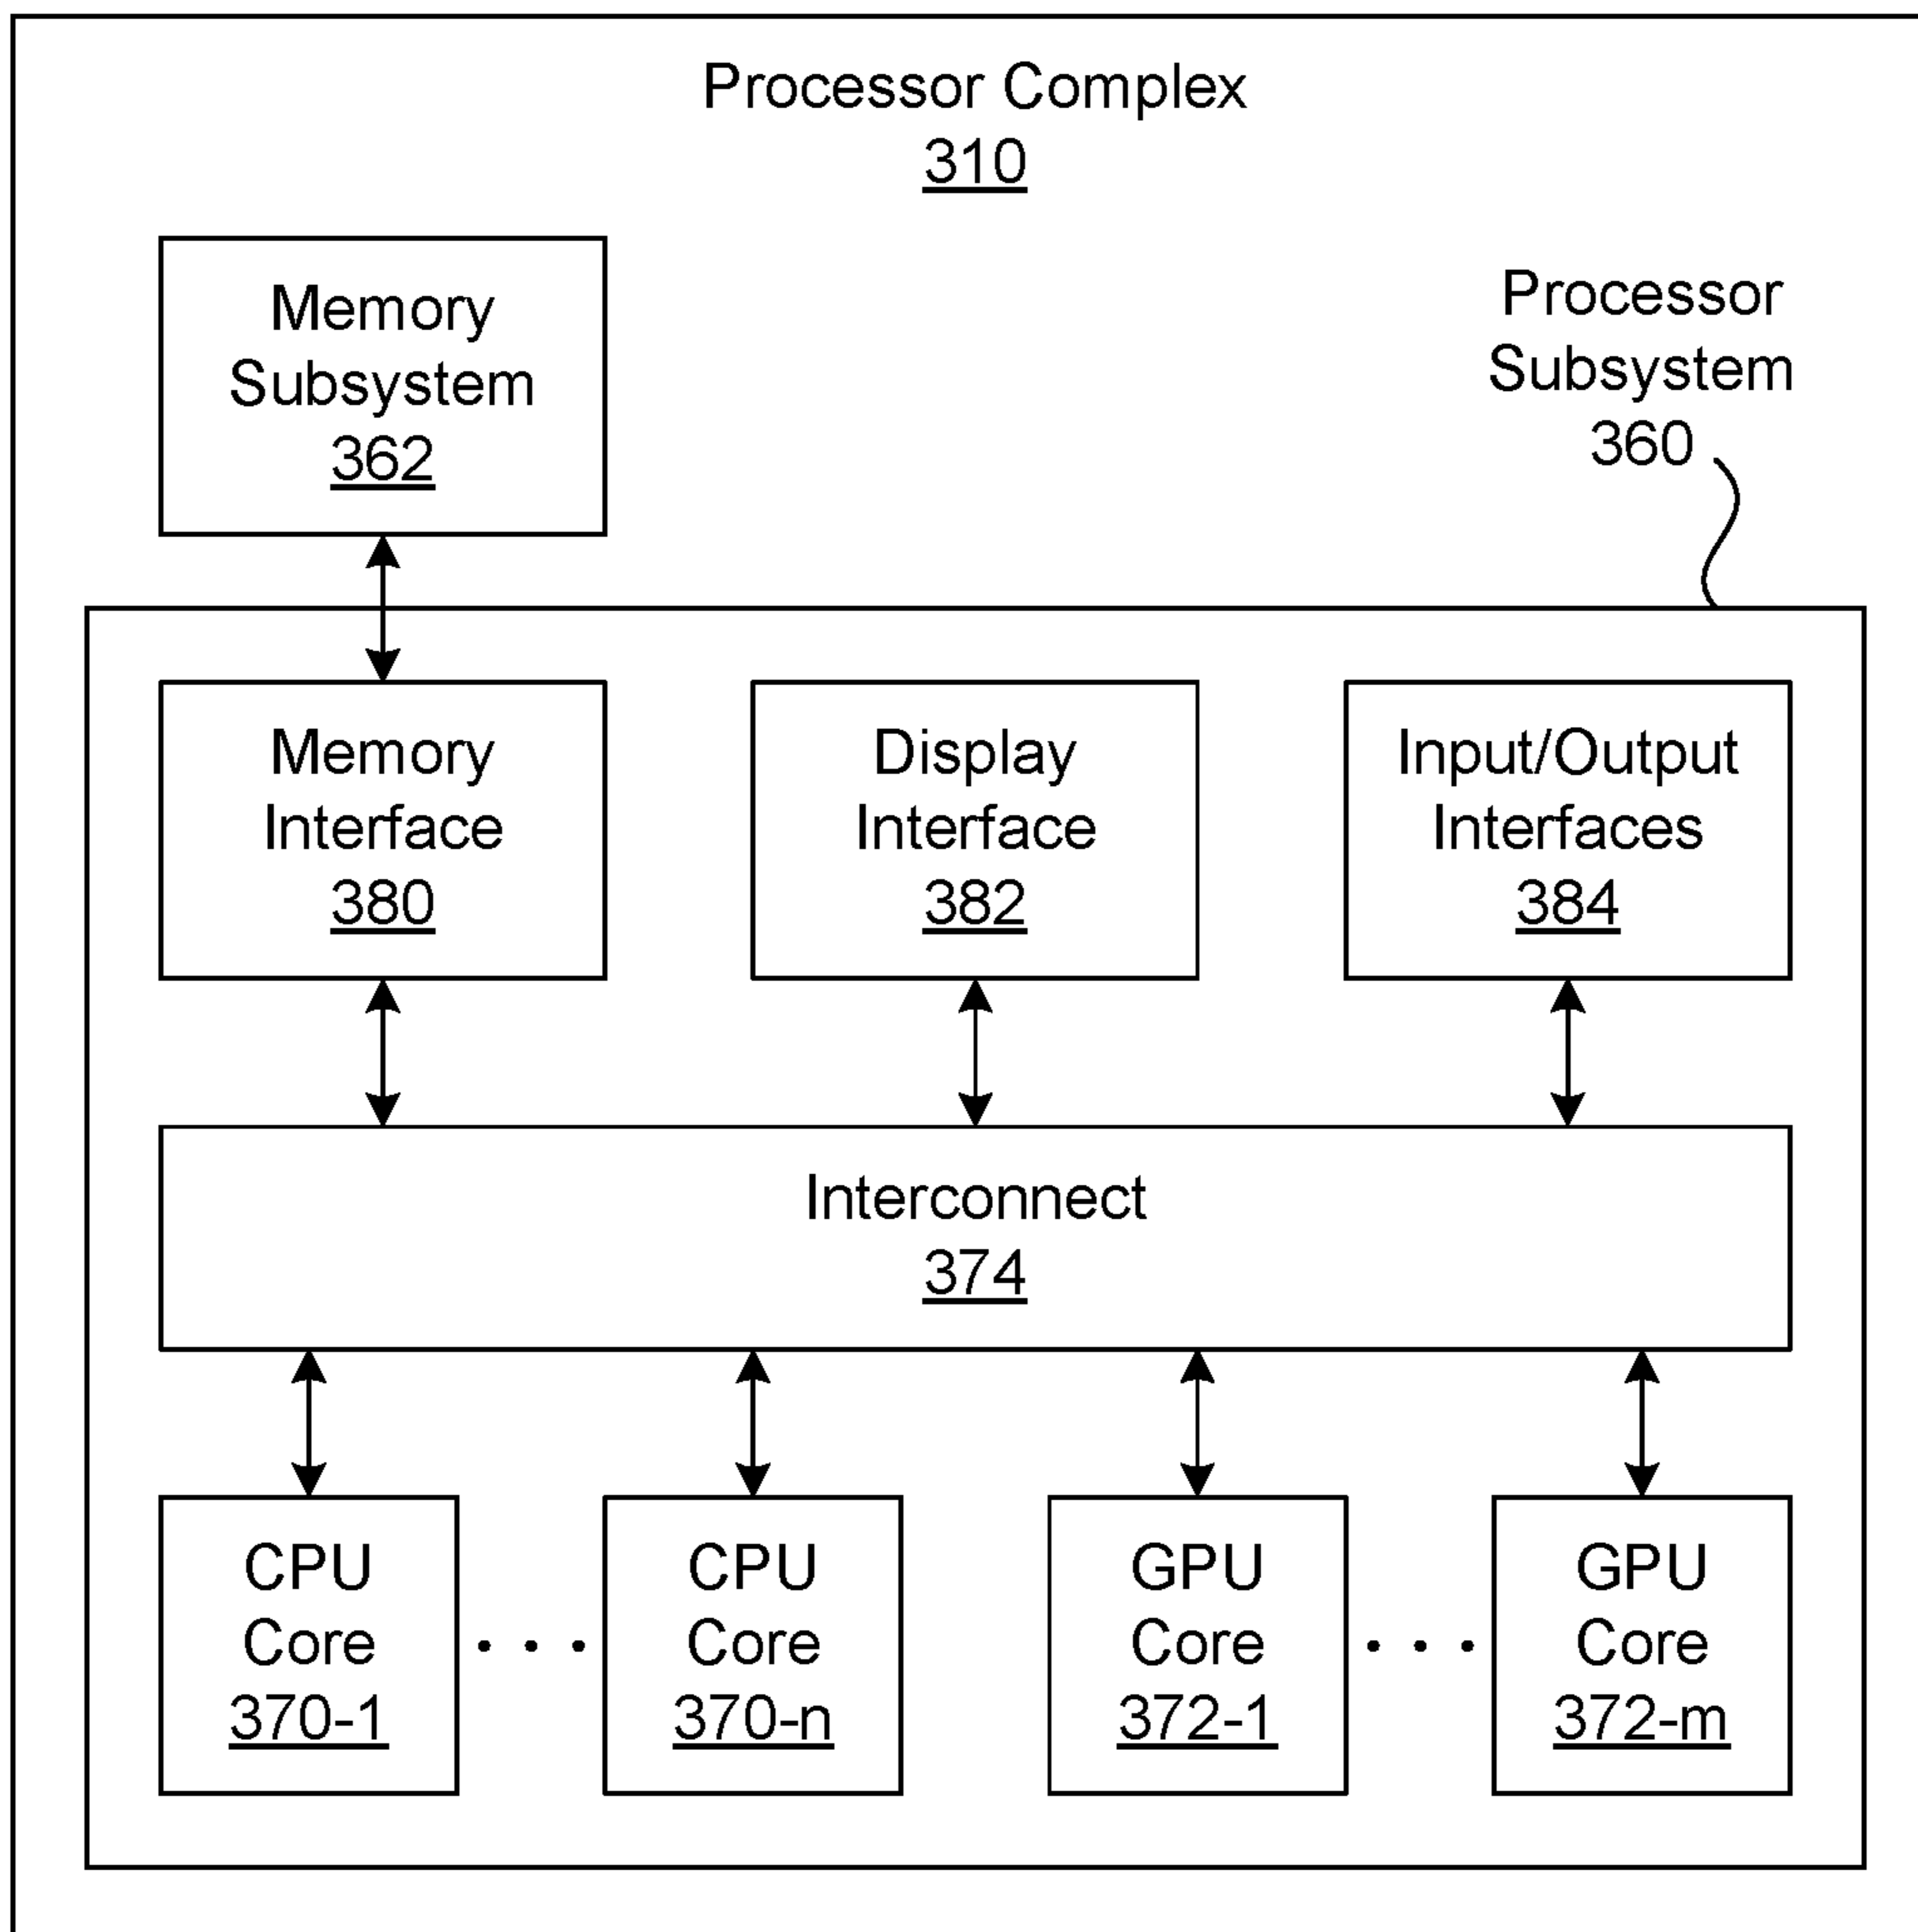 Processor Complex
310
Memory
Subsystem
362
Processor
Subsystem
360
Memory
Interface
380
Display
Interface
382
Input/Output
Interfaces
384
Interconnect
374
CPU
Core
370-1
. . .
CPU
Core
370-n
GPU
Core
372-1
. . .
GPU
Core
372-m